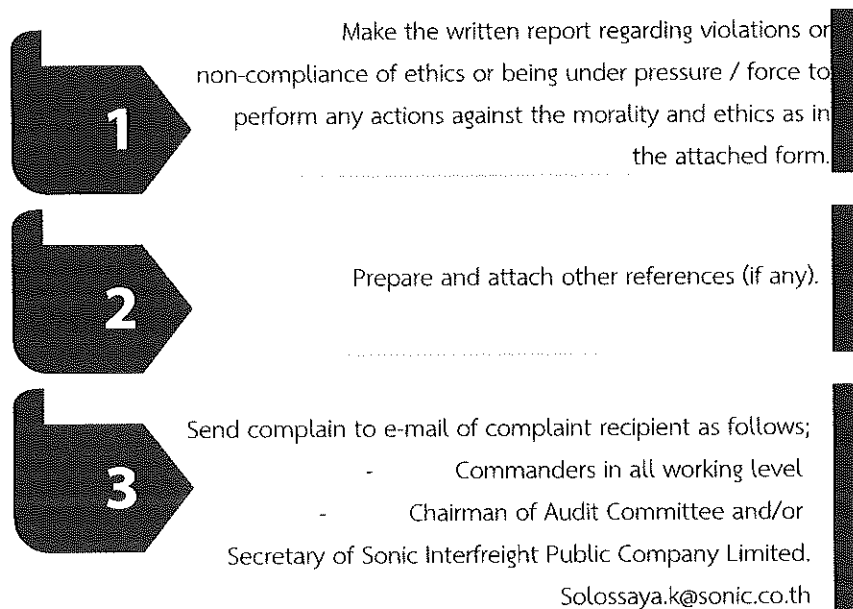 1
Make the written report regarding violations or
non-compliance of ethics or being under pressure / force to
perform any actions against the morality and ethics as in
the attached form.
2
Prepare and attach other references (if any).
3
Send complain to e-mail of complaint recipient as follows;
- Commanders in all working level
- Chairman of Audit Committee and/or
Secretary of Sonic Interfreight Public Company Limited.
Solossaya.k@sonic.co.th